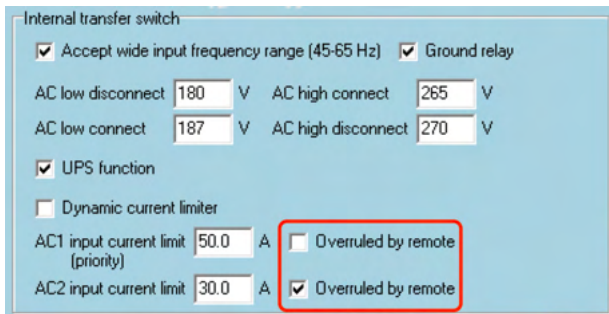 Internal transfer switch
Accept wide input frequency range (45-65 Hz) Ground relay
AC low disconnect 180 V AC high connect 265 V
AC low connect 187 V AC high disconnect 270 V
UPS function
Dynamic current limiter
AC1 input current limit 50.0 A Overruled by remote
(priority)
AC2 input current limit 30.0 A Overruled by remote